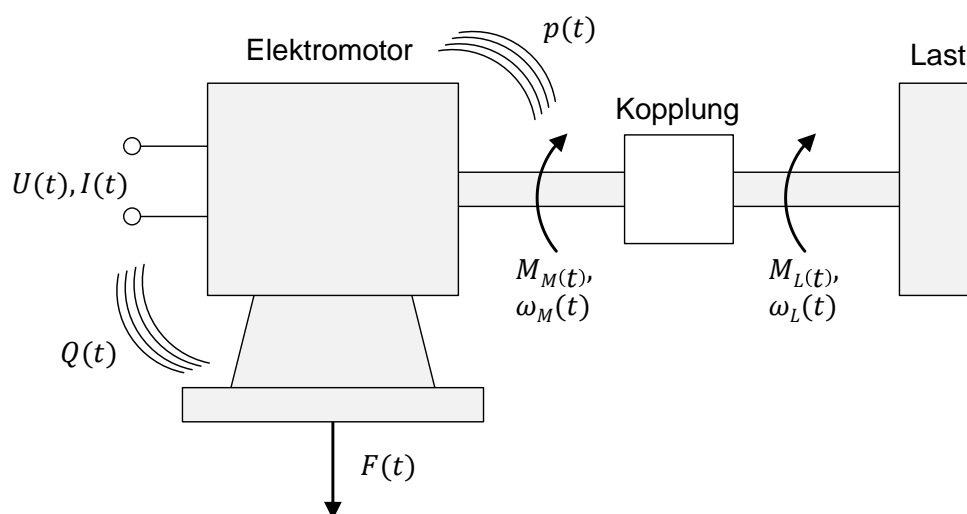 p(t)
Elektromotor
Last
Kopplung
U(t), I(t)
M_M(t),
ω_M(t)
M_L(t),
ω_L(t)
Q(t)
F(t)